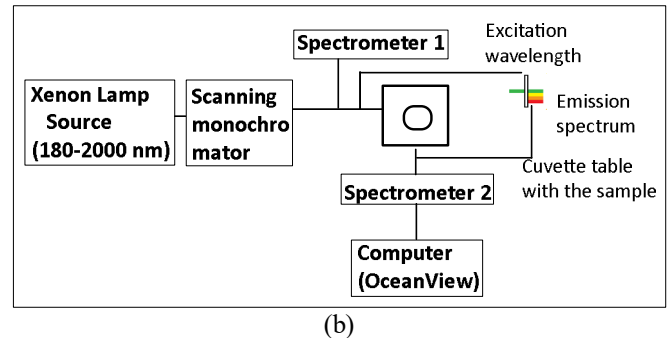 Spectrometer 1
Excitation
wavelength
Xenon Lamp
Source
(180-2000 nm)
Scanning
monochro
mator
Emission
spectrum
Cuvette table
with the sample
Spectrometer 2
Computer
(OceanView)
(b)